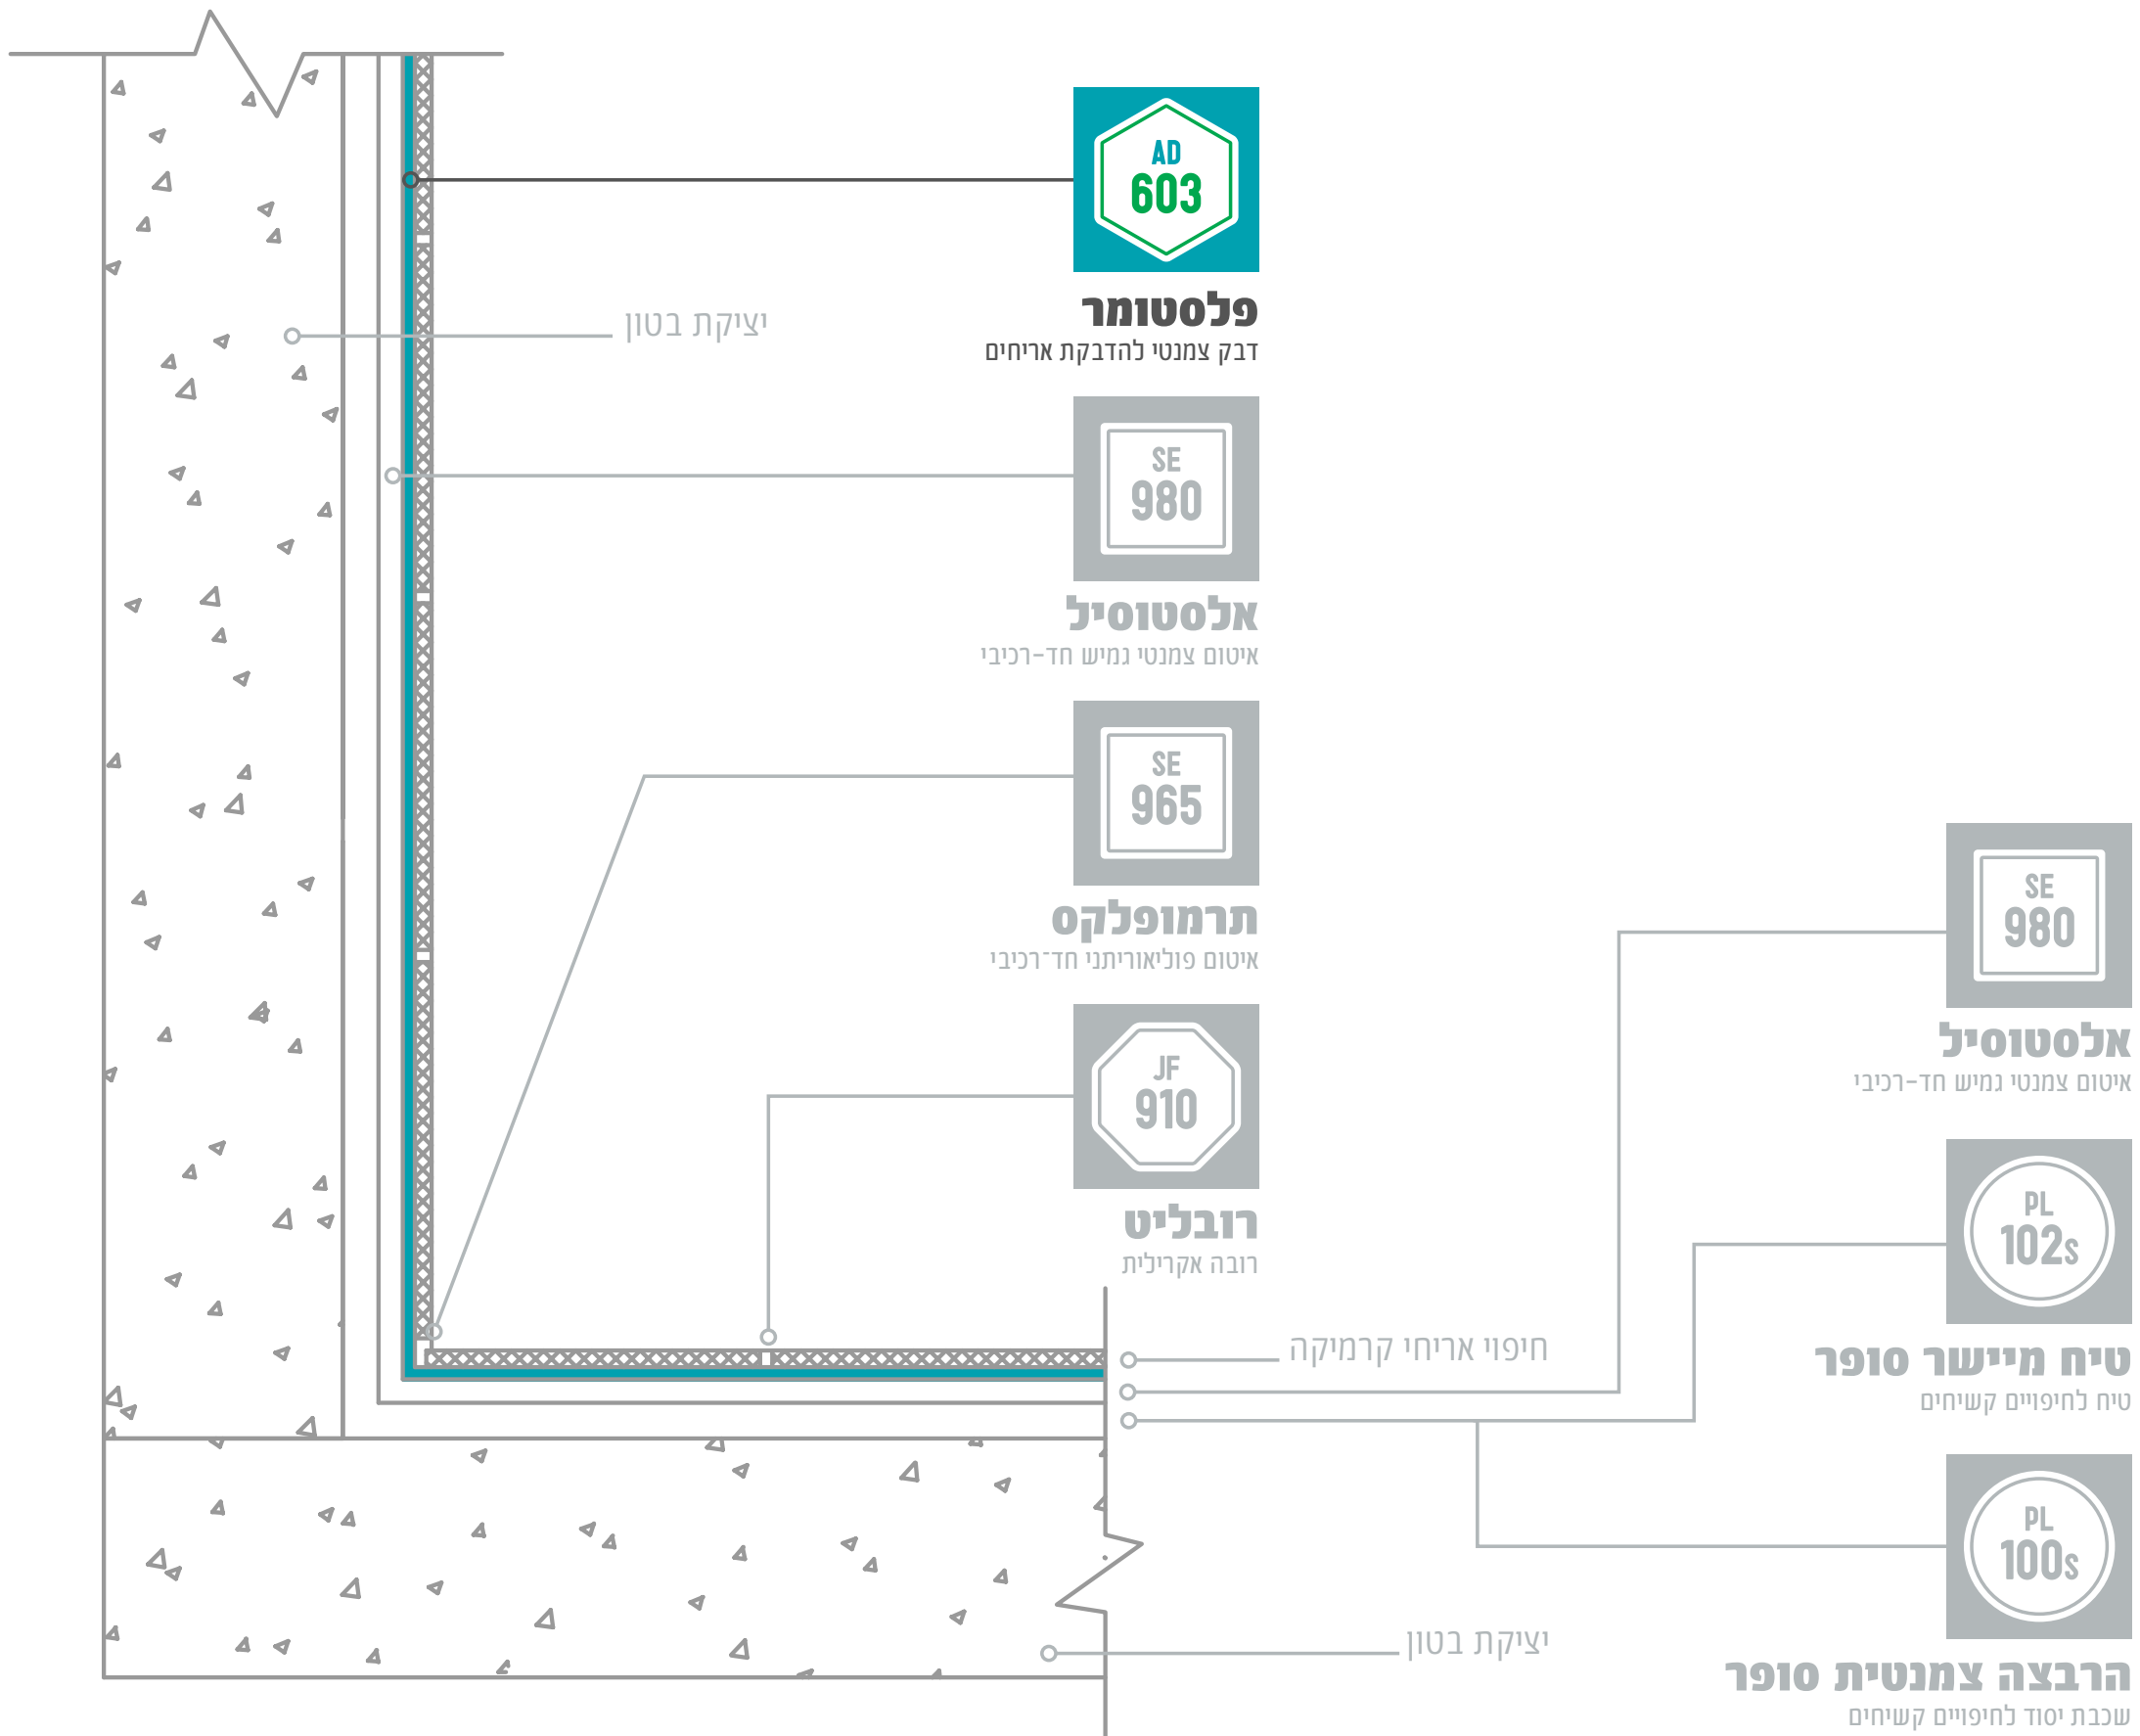 AD
603
פלסטומר
דבק צמנטי להדבקת אריחים
יציקת בטון
SE
980
אלסטוסיל
איטום צמנטי גמיש חד-רכיבי
SE
965
תרמופלקס
איטום פוליאוריתני חד־רכיבי
JF
910
רובליט
רובה אקרילית
SE
980
אלסטוסיל
איטום צמנטי גמיש חד-רכיבי
PL
102s
טיח מיישר סופר
טיח לחיפויים קשיחים
חיפוי אריחי קרמיקה
PL
100s
הרבצה צמנטית סופר
שכבת יסוד לחיפויים קשיחים
יציקת בטון